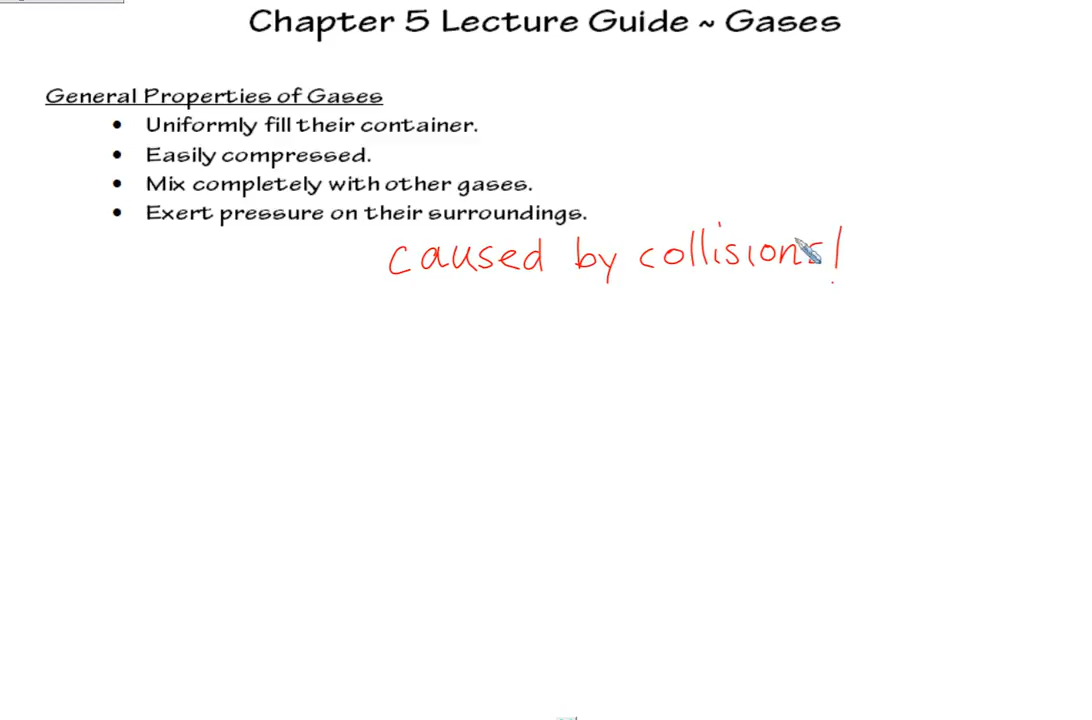 Chapter 5 Lecture Guide ~ Gases
General Properties of Gases
• Uniformly fill their container.
• Easily compressed.
• Mix completely with other gases.
• Exert pressure on their surroundings.
caused by collisions!